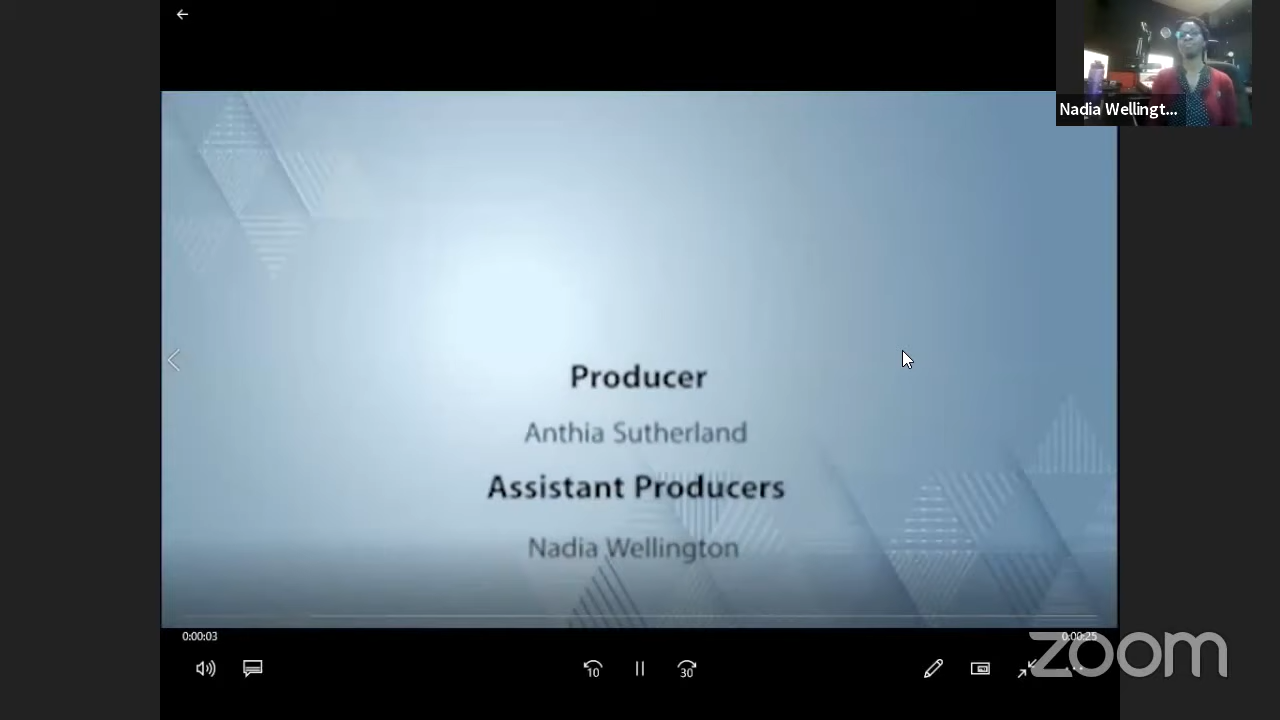 Nadia Wellingt...
Producer
Anthia Sutherland
Assistant Producers
Nadia Wellington
0:00:03
0:00:25
10
30
zoom